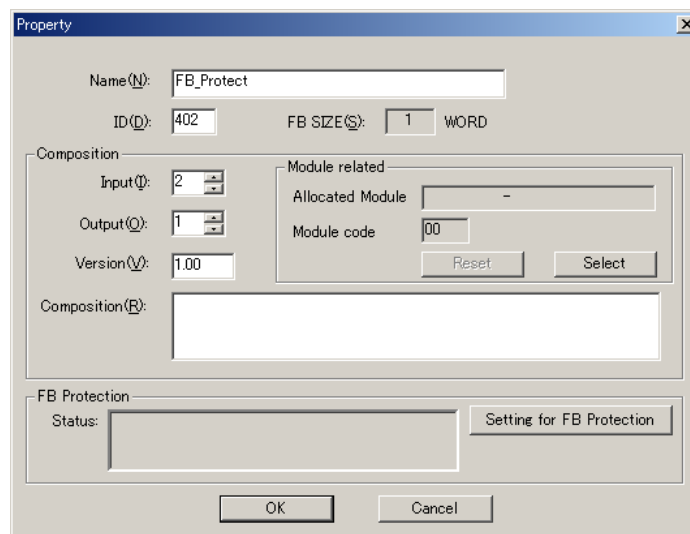 Property
Name(N): FB_Protect
ID(D): 402 FB SIZE(S): 1 WORD
Composition
Input(I): 2
Output(O): 1
Version(V): 1.00
Module related
Allocated Module -
Module code 00
Reset Select
Composition(R):
FB Protection
Status: Setting for FB Protection
OK Cancel